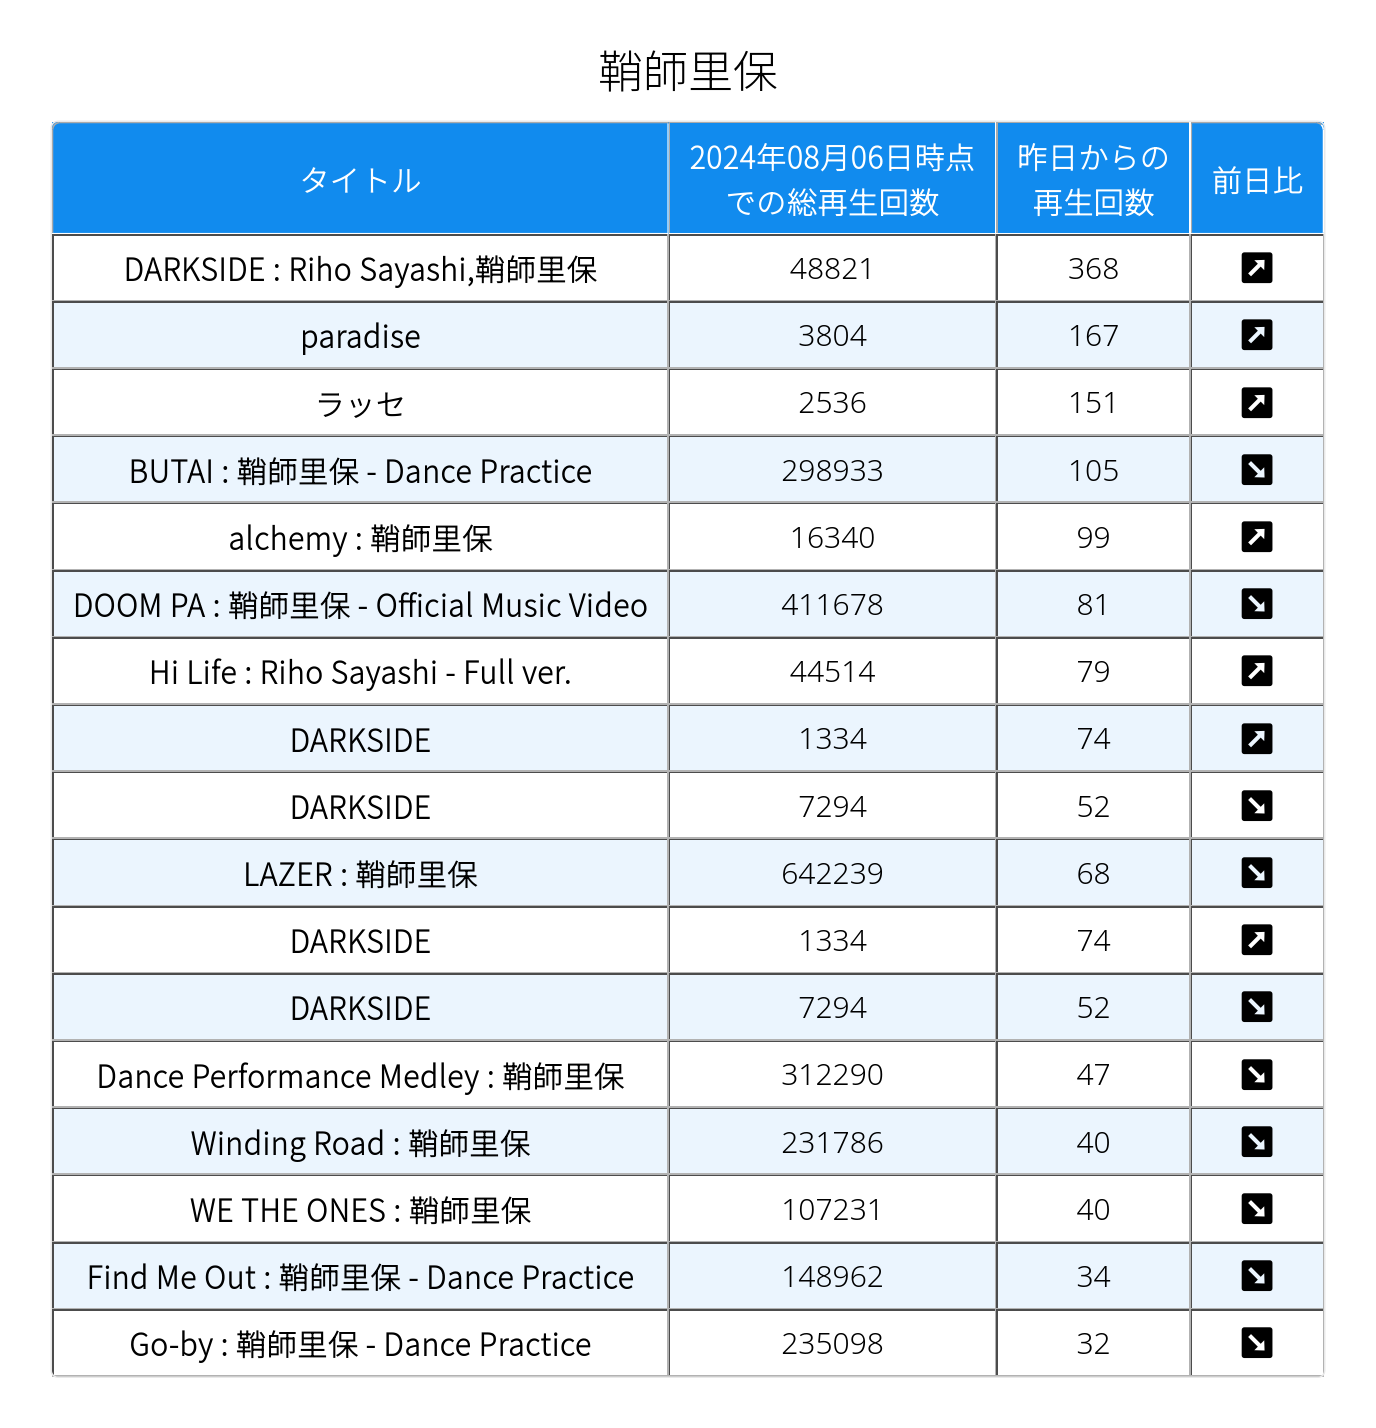 鞘師里保
タイトル 2024年08月06日時点 昨日からの 前日比
での総再生回数 再生回数
DARKSIDE : Riho Sayashi,鞘師里保 48821 368
paradise 3804 167
ラッセ 2536 151
BUTAI : 鞘師里保 - Dance Practice 298933 105
alchemy : 鞘師里保 16340 99
DOOM PA : 鞘師里保 - Official Music Video 411678 81
Hi Life : Riho Sayashi - Full ver. 44514 79
DARKSIDE 1334 74
DARKSIDE 7294 52
LAZER : 鞘師里保 642239 68
DARKSIDE 1334 74
DARKSIDE 7294 52
Dance Performance Medley : 鞘師里保 312290 47
Winding Road : 鞘師里保 231786 40
WE THE ONES : 鞘師里保 107231 40
Find Me Out : 鞘師里保 - Dance Practice 148962 34
Go-by : 鞘師里保 - Dance Practice 235098 32